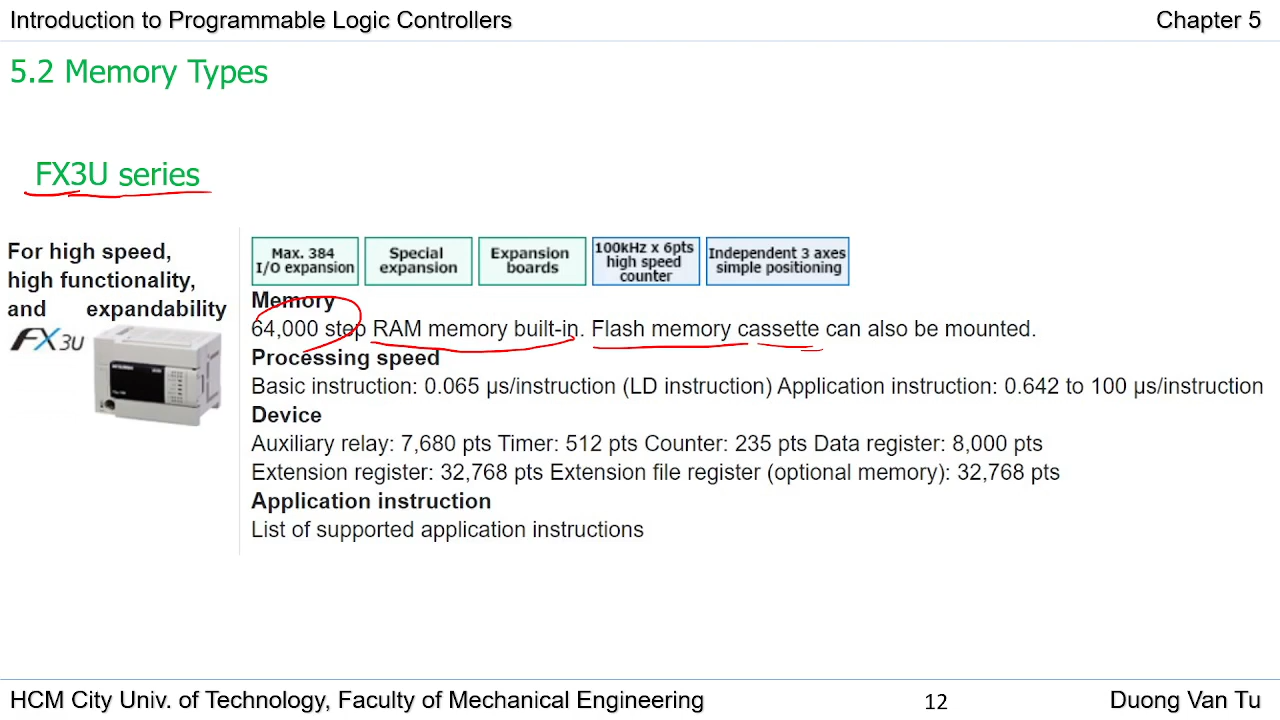 Introduction to Programmable Logic Controllers
Chapter 5
5.2 Memory Types
FX3U series
For high speed,
high functionality,
and expandability
FX3U
MITSUBISHI
Max. 384
I/O expansion
Special
expansion
Expansion
boards
100kHz x 6pts
high speed
counter
Independent 3 axes
simple positioning
Memory
64,000 step RAM memory built-in. Flash memory cassette can also be mounted.
Processing speed
Basic instruction: 0.065 µs/instruction (LD instruction) Application instruction: 0.642 to 100 µs/instruction
Device
Auxiliary relay: 7,680 pts Timer: 512 pts Counter: 235 pts Data register: 8,000 pts
Extension register: 32,768 pts Extension file register (optional memory): 32,768 pts
Application instruction
List of supported application instructions
HCM City Univ. of Technology, Faculty of Mechanical Engineering
12
Duong Van Tu